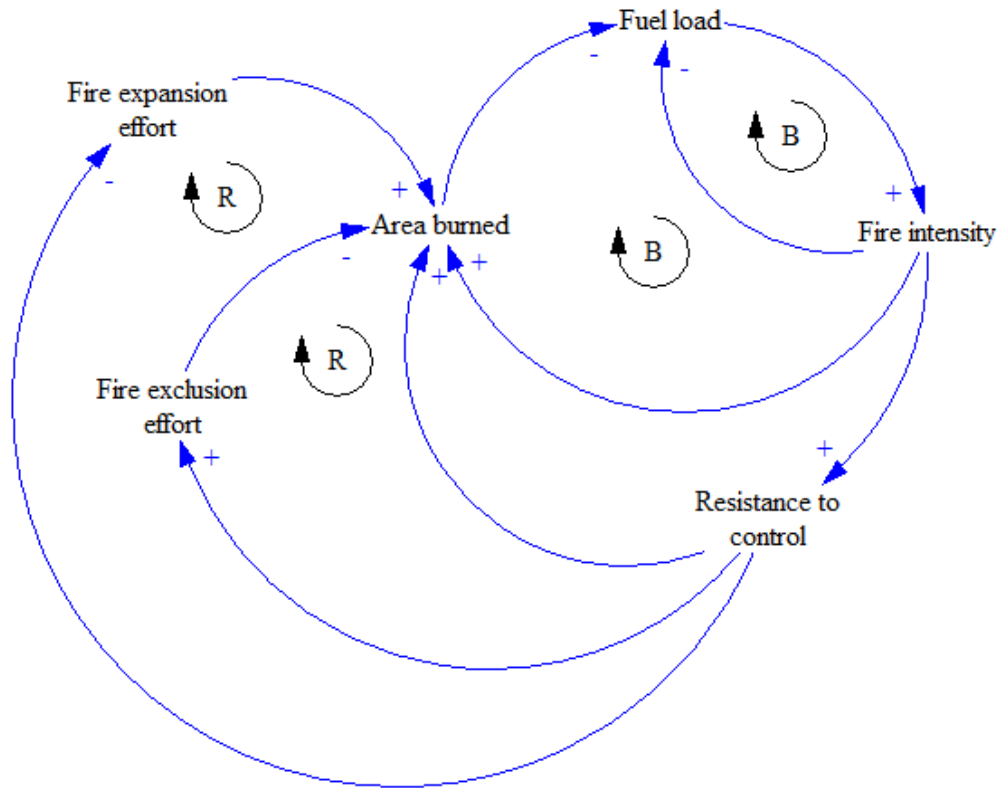 Fuel load
-
-
Fire expansion
effort
-
B
R
+
+
Area burned
Fire intensity
-
B
+
+
R
Fire exclusion
effort
+
+
Resistance to
control